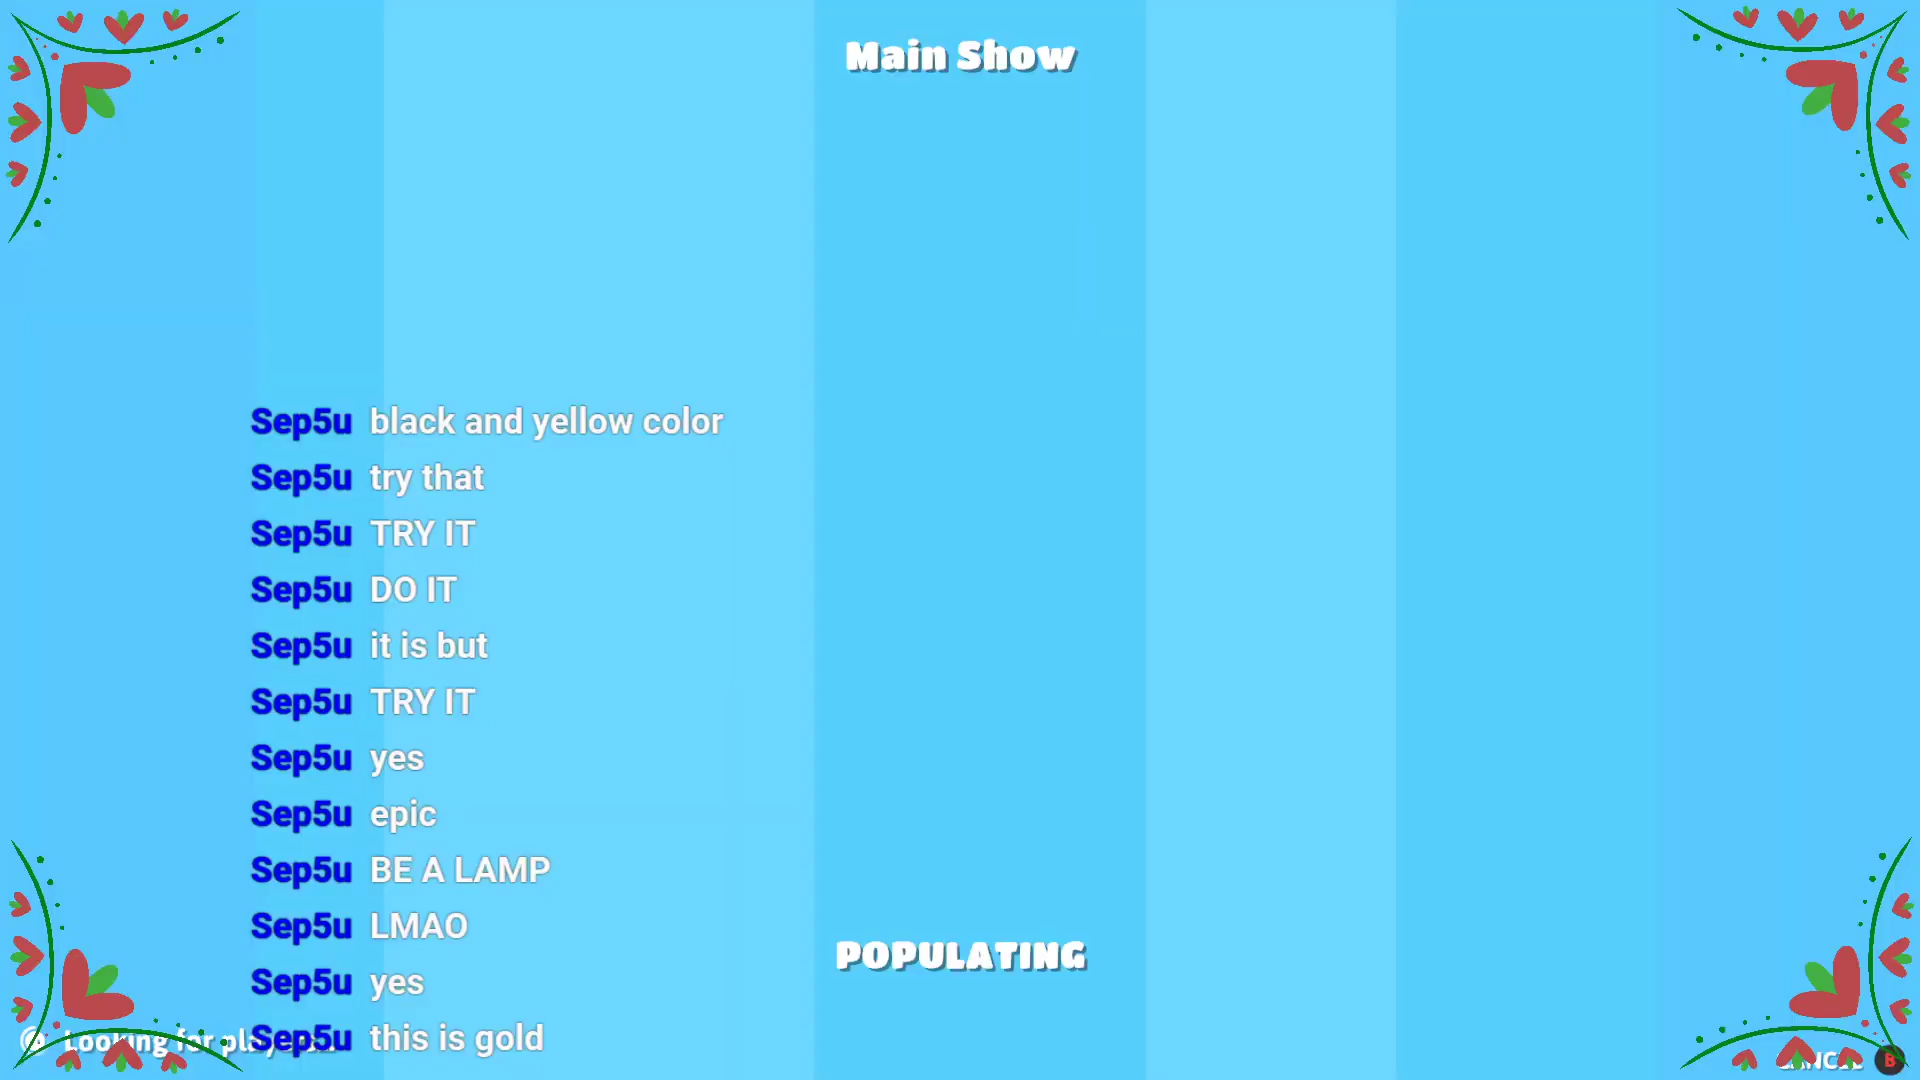 Main Show
Sep5u black and yellow color
Sep5u try that
Sep5u TRY IT
Sep5u DO IT
Sep5u it is but
Sep5u TRY IT
Sep5u yes
Sep5u epic
Sep5u BE A LAMP
Sep5u LMAO
POPULATING
Sep5u yes
Looking for
Sep5u this is gold
B